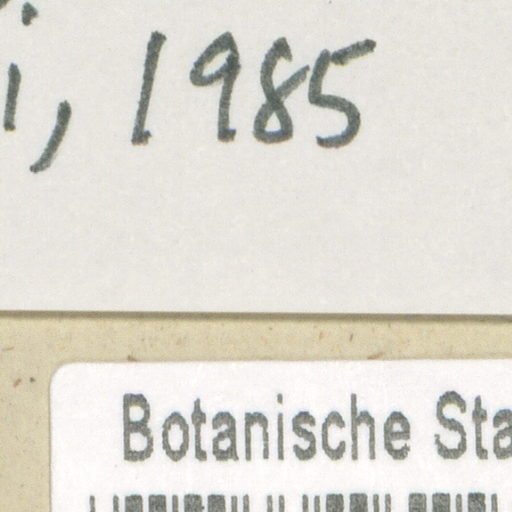 i, 1985
Botanische Sta